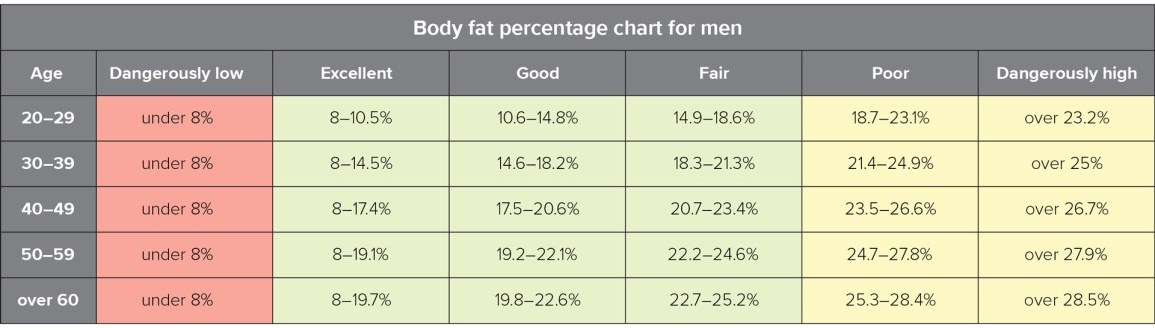 Body fat percentage chart for men
Age Dangerously low Excellent Good Fair Poor Dangerously high
20–29 under 8% 8–10.5% 10.6–14.8% 14.9–18.6% 18.7–23.1% over 23.2%
30–39 under 8% 8–14.5% 14.6–18.2% 18.3–21.3% 21.4–24.9% over 25%
40–49 under 8% 8–17.4% 17.5–20.6% 20.7–23.4% 23.5–26.6% over 26.7%
50–59 under 8% 8–19.1% 19.2–22.1% 22.2–24.6% 24.7–27.8% over 27.9%
over 60 under 8% 8–19.7% 19.8–22.6% 22.7–25.2% 25.3–28.4% over 28.5%